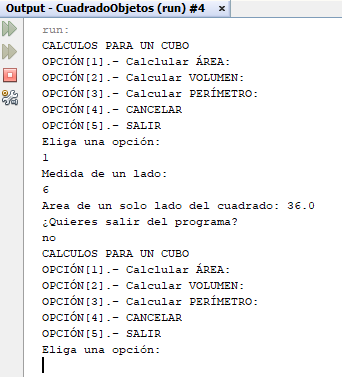 Output - CuadradoObjetos (run) #4 ×
run:
CALCULOS PARA UN CUBO
OPCIÓN[1].- Calclular ÁREA:
OPCIÓN[2].- Calcular VOLUMEN:
OPCIÓN[3].- Calcular PERÍMETRO:
OPCIÓN[4].- CANCELAR
OPCIÓN[5].- SALIR
Eliga una opción:
1
Medida de un lado:
6
Area de un solo lado del cuadrado: 36.0
¿Quieres salir del programa?
no
CALCULOS PARA UN CUBO
OPCIÓN[1].- Calclular ÁREA:
OPCIÓN[2].- Calcular VOLUMEN:
OPCIÓN[3].- Calcular PERÍMETRO:
OPCIÓN[4].- CANCELAR
OPCIÓN[5].- SALIR
Eliga una opción: